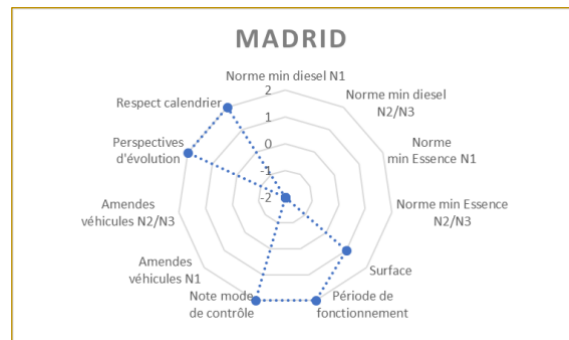 MADRID
Norme min diesel N1
Norme min diesel
N2/N3
Norme
min Essence N1
Norme min Essence
N2/N3
Surface
Période de
fonctionnement
Note mode
de contrôle
Amendes
véhicules N1
Amendes
véhicules N2/N3
Perspectives
d'évolution
Respect calendrier
2
1
0
-1
-2